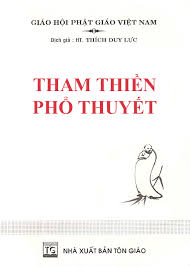 GIÁO HỘI PHẬT GIÁO VIỆT NAM
Dịch giả: HT. THÍCH DUY LỰC
THAM THIỀN
PHỔ THUYẾT
TG
NHÀ XUẤT BẢN TÔN GIÁO